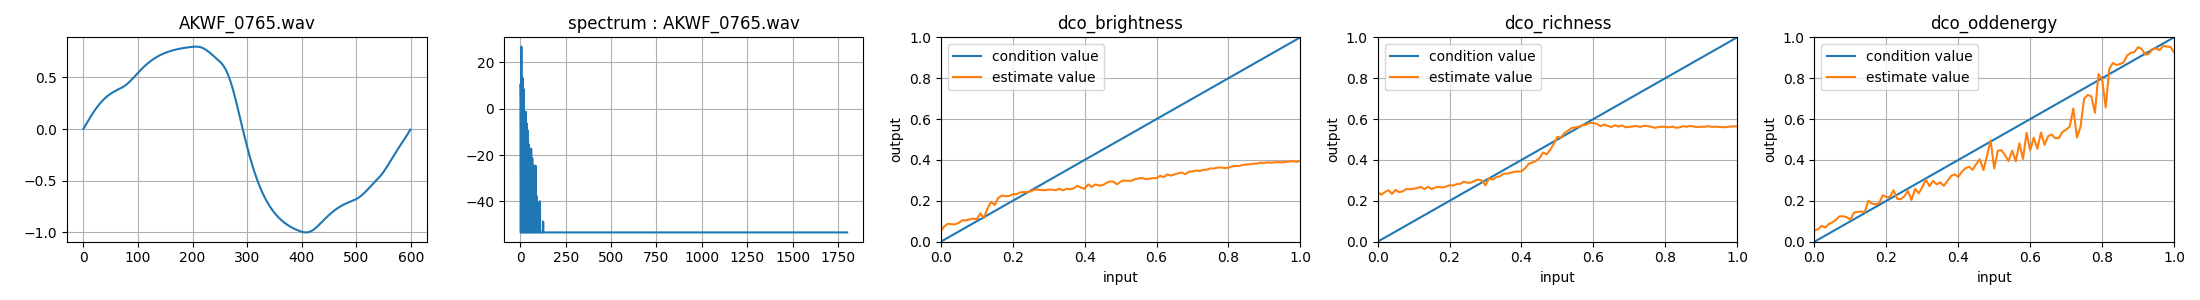 AKWF_0765.wav
0.5
0.0
−0.5
−1.0
0 100 200 300 400 500 600
spectrum : AKWF_0765.wav
20
0
−20
−40
0 250 500 750 1000 1250 1500 1750
dco_brightness
condition value
estimate value
output
1.0
0.8
0.6
0.4
0.2
0.0
0.0 0.2 0.4 0.6 0.8 1.0
input
dco_richness
condition value
estimate value
output
1.0
0.8
0.6
0.4
0.2
0.0
0.0 0.2 0.4 0.6 0.8 1.0
input
dco_oddenergy
condition value
estimate value
output
1.0
0.8
0.6
0.4
0.2
0.0
0.0 0.2 0.4 0.6 0.8 1.0
input